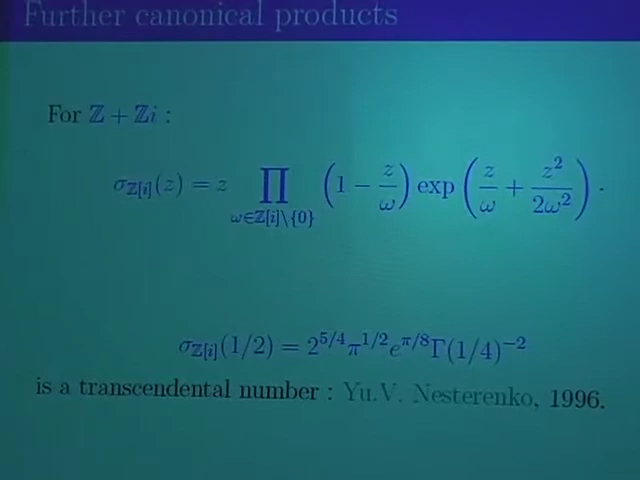 Further canonical products
For ℤ + ℤi :
σ_{ℤ[i]}(z) = z ∏_{ω∈ℤ[i]\{0}} (1 − z/ω) exp (z/ω + z²/2ω²) .
σ_{ℤ[i]}(1/2) = 2^{5/4}π^{1/2}e^{π/8}Γ(1/4)^{−2}
is a transcendental number : Yu.V. Nesterenko, 1996.